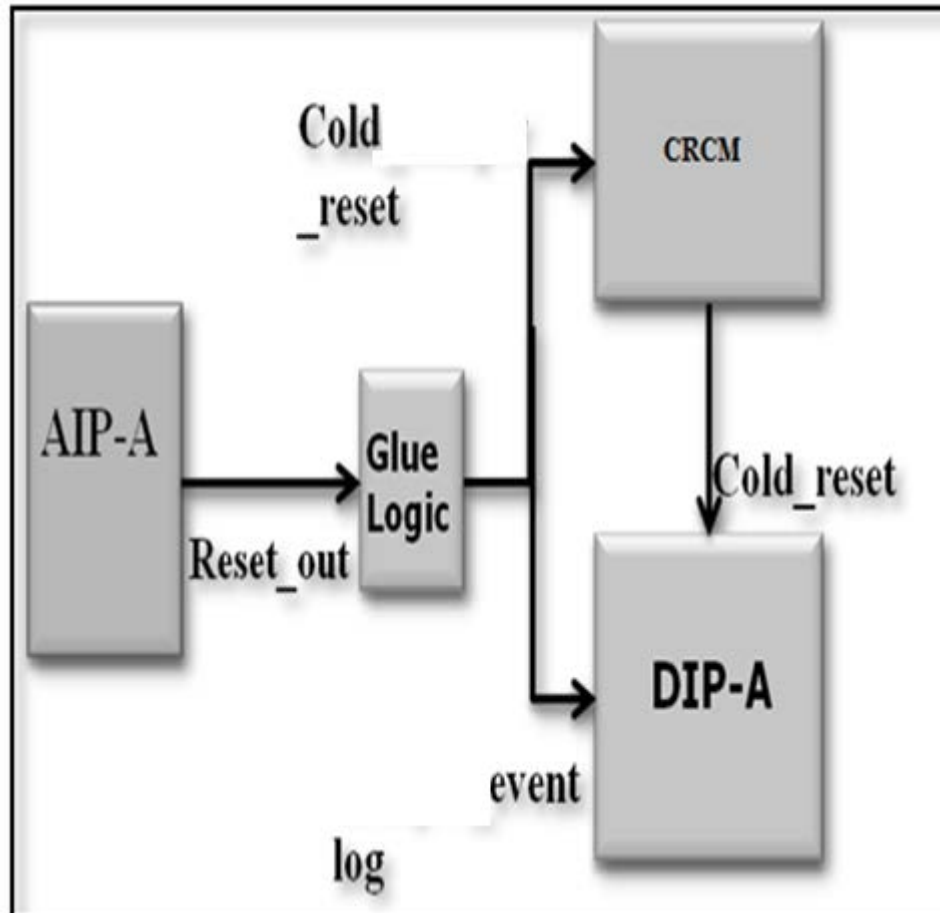 Cold
_reset
CRCM
AIP-A
Glue
Logic
Reset_out
Cold_reset
DIP-A
event
log